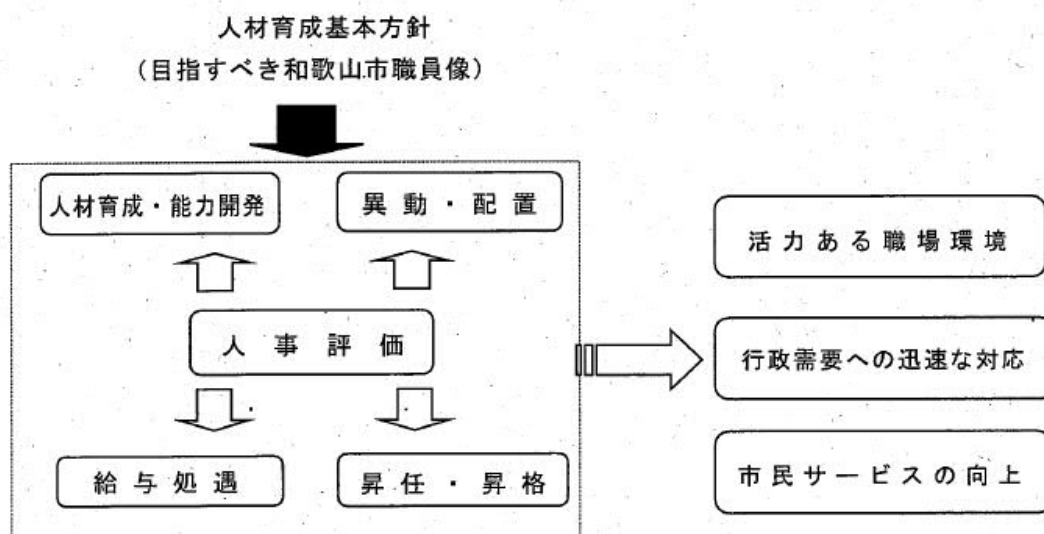 人材育成基本方針
(目指すべき和歌山市職員像)
人材育成・能力開発
異動・配置
人事評価
給与処遇
昇任・昇格
活力ある職場環境
行政需要への迅速な対応
市民サービスの向上